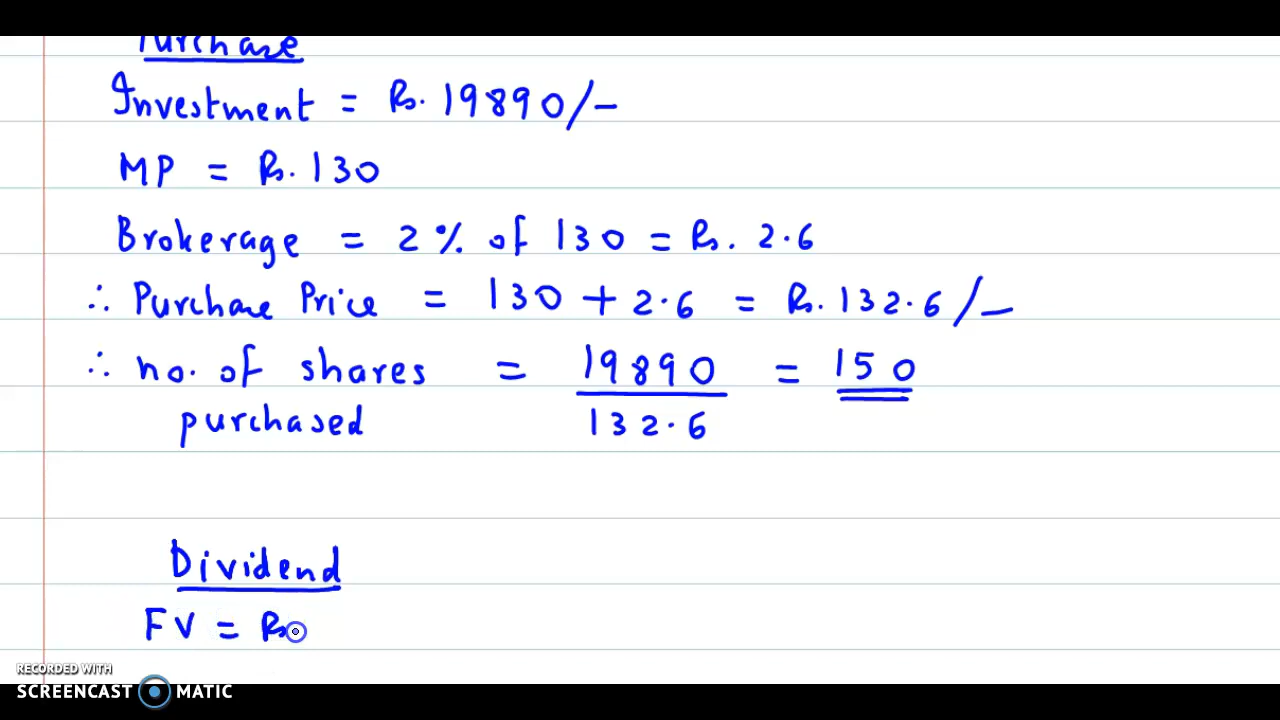 Purchase
Investment = Rs. 19890/-
MP = Rs. 130
Brokerage = 2% of 130 = Rs. 2.6
∴ Purchase Price = 130 + 2.6 = Rs. 132.6/-
∴ no. of shares purchased = 19890 / 132.6 = 150
Dividend
FV = Rs
RECORDED WITH
SCREENCAST MATIC